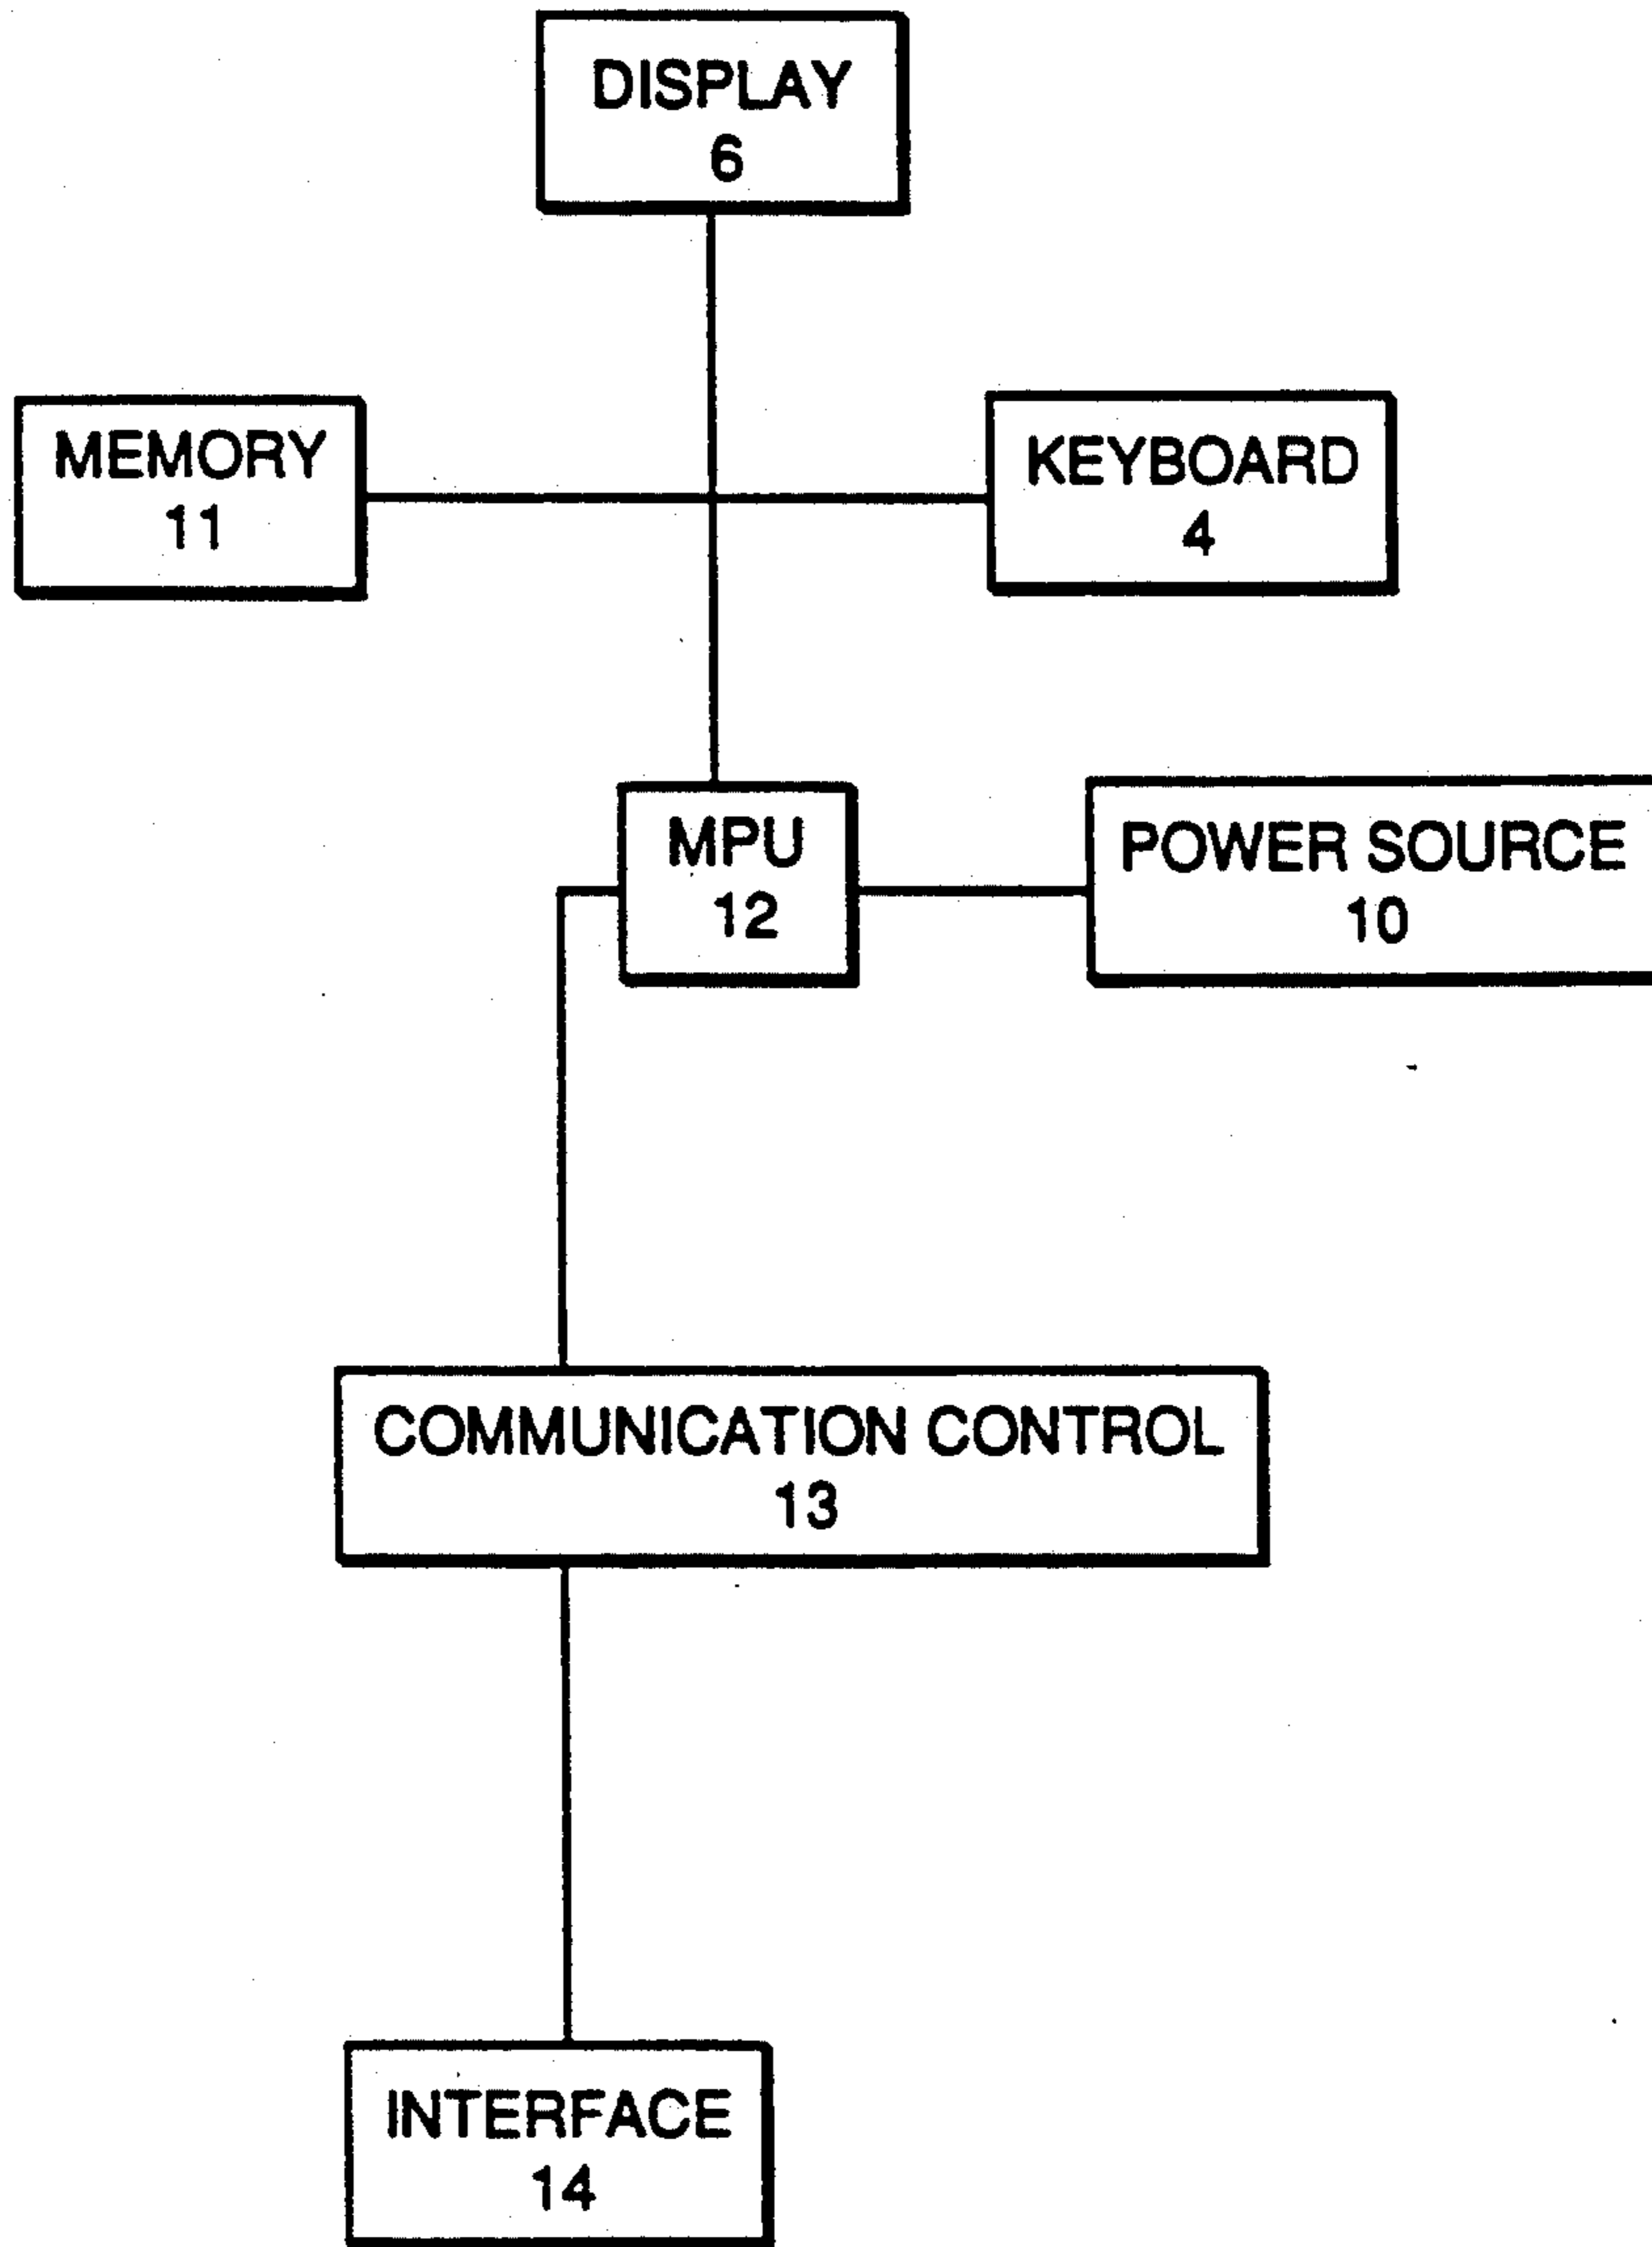 DISPLAY
6
MEMORY
11
KEYBOARD
4
MPU
12
POWER SOURCE
10
COMMUNICATION CONTROL
13
INTERFACE
14